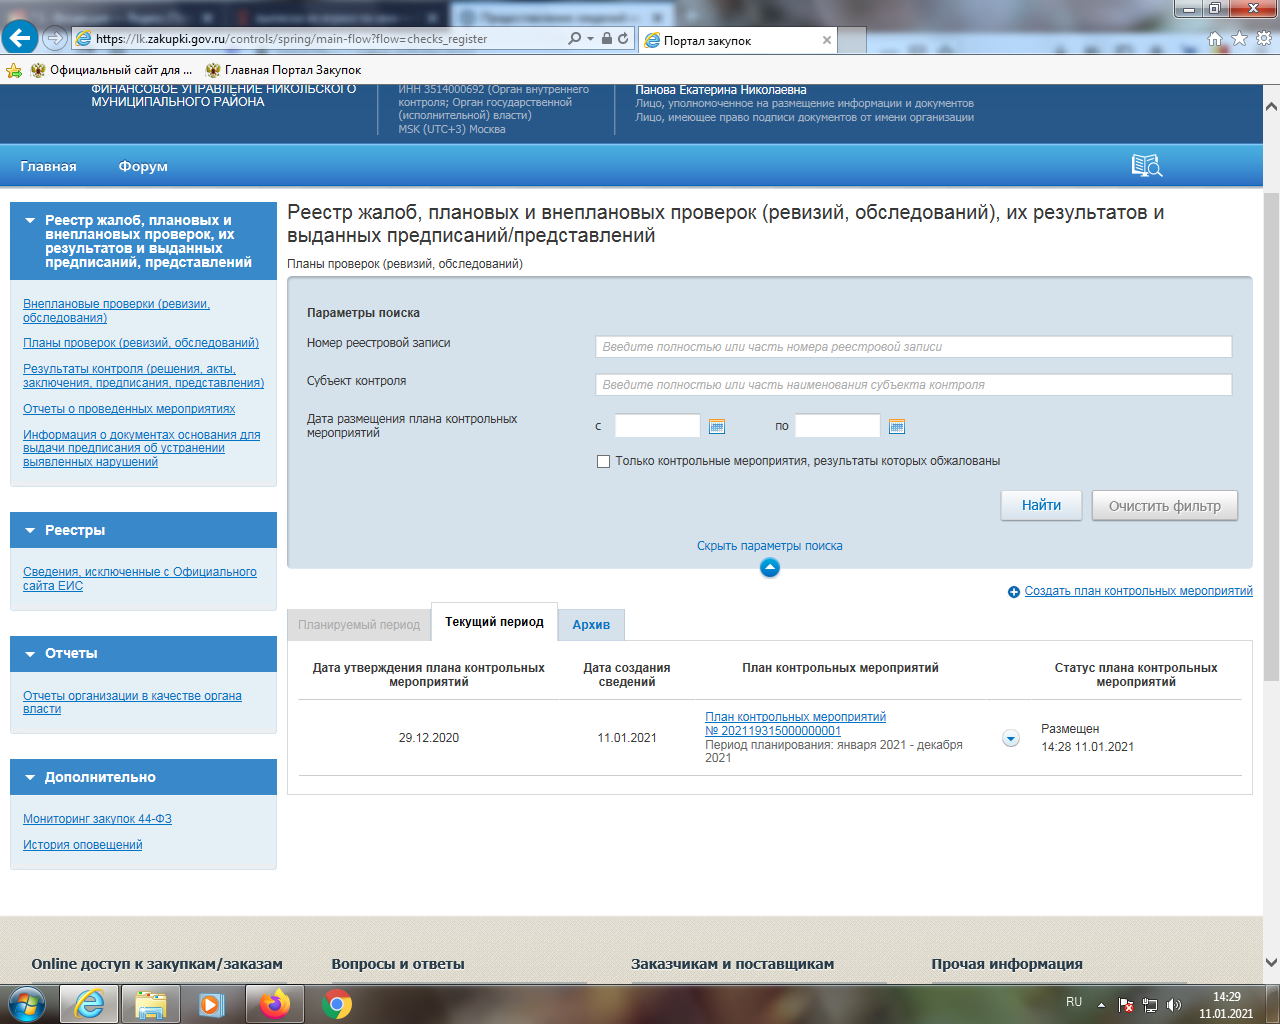 https://lk.zakupki.gov.ru/controls/spring/main-flow?flow=checks_register
Портал закупок
Официальный сайт для ...
Главная Портал Закупок
ФИНАНСОВОЕ УПРАВЛЕНИЕ НИКОЛЬСКОГО
МУНИЦИПАЛЬНОГО РАЙОНА
ИНН 3514000692 (Орган внутреннего
контроля; Орган государственной
(исполнительной) власти)
MSK (UTC+3) Москва
Панова Екатерина Николаевна
Лицо, уполномоченное на размещение информации и документов
Лицо, имеющее право подписи документов от имени организации
Главная
Форум
Реестр жалоб, плановых и
внеплановых проверок, их
результатов и выданных
предписаний, представлений
Внеплановые проверки (ревизии,
обследования)
Планы проверок (ревизий, обследований)
Результаты контроля (решения, акты,
заключения, предписания, представления)
Отчеты о проведенных мероприятиях
Информация о документах основания для
выдачи предписания об устранении
выявленных нарушений
Реестры
Сведения, исключенные с Официального
сайта ЕИС
Отчеты
Отчеты организации в качестве органа
власти
Дополнительно
Мониторинг закупок 44-ФЗ
История оповещений
Реестр жалоб, плановых и внеплановых проверок (ревизий, обследований), их результатов и
выданных предписаний/представлений
Планы проверок (ревизий, обследований)
Параметры поиска
Номер реестровой записи
Введите полностью или часть номера реестровой записи
Субъект контроля
Введите полностью или часть наименования субъекта контроля
Дата размещения плана контрольных
мероприятий
с
по
Только контрольные мероприятия, результаты которых обжалованы
Найти
Очистить фильтр
Скрыть параметры поиска
Создать план контрольных мероприятий
Планируемый период
Текущий период
Архив
Дата утверждения плана контрольных
мероприятий
Дата создания
сведений
План контрольных мероприятий
Статус плана контрольных
мероприятий
29.12.2020
11.01.2021
План контрольных мероприятий
№ 202119315000000001
Период планирования: января 2021 - декабря
2021
Размещен
14:28 11.01.2021
Online доступ к закупкам/заказам
Вопросы и ответы
Заказчикам и поставщикам
Прочая информация
RU
14:29
11.01.2021